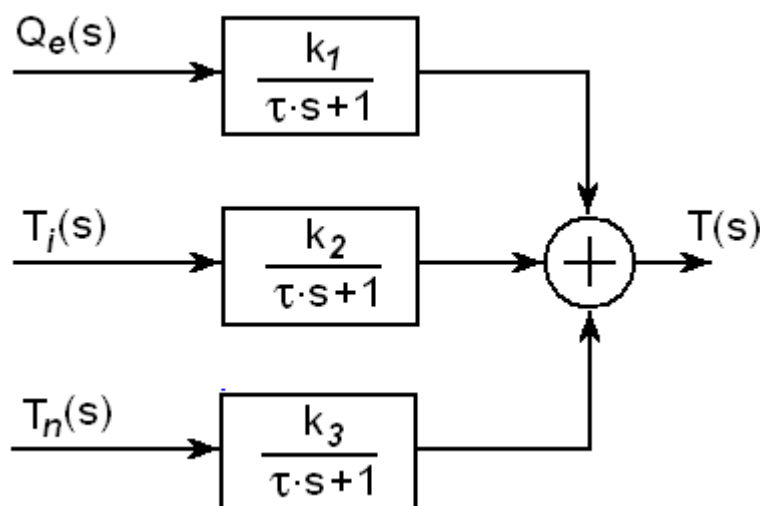 Qe(s)
k1
τ·s+1
Ti(s)
k2
τ·s+1
+
T(s)
Tn(s)
k3
τ·s+1